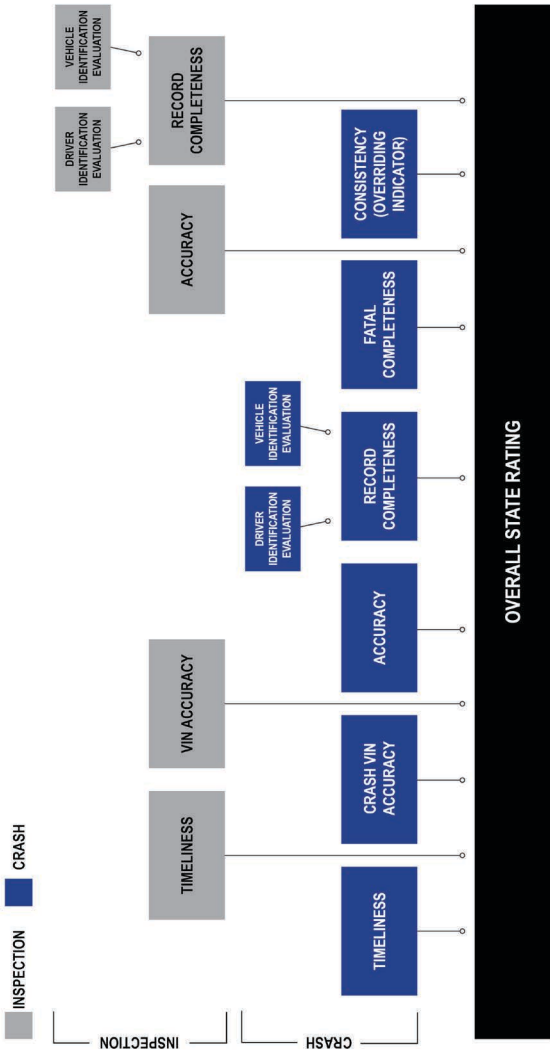 INSPECTION
CRASH
INSPECTION
DRIVER
IDENTIFICATION
EVALUATION
VEHICLE
IDENTIFICATION
EVALUATION
TIMELINESS
VIN ACCURACY
ACCURACY
RECORD
COMPLETENESS
CRASH
DRIVER
IDENTIFICATION
EVALUATION
VEHICLE
IDENTIFICATION
EVALUATION
TIMELINESS
CRASH VIN
ACCURACY
ACCURACY
RECORD
COMPLETENESS
FATAL
COMPLETENESS
CONSISTENCY
(OVERRIDING
INDICATOR)
OVERALL STATE RATING